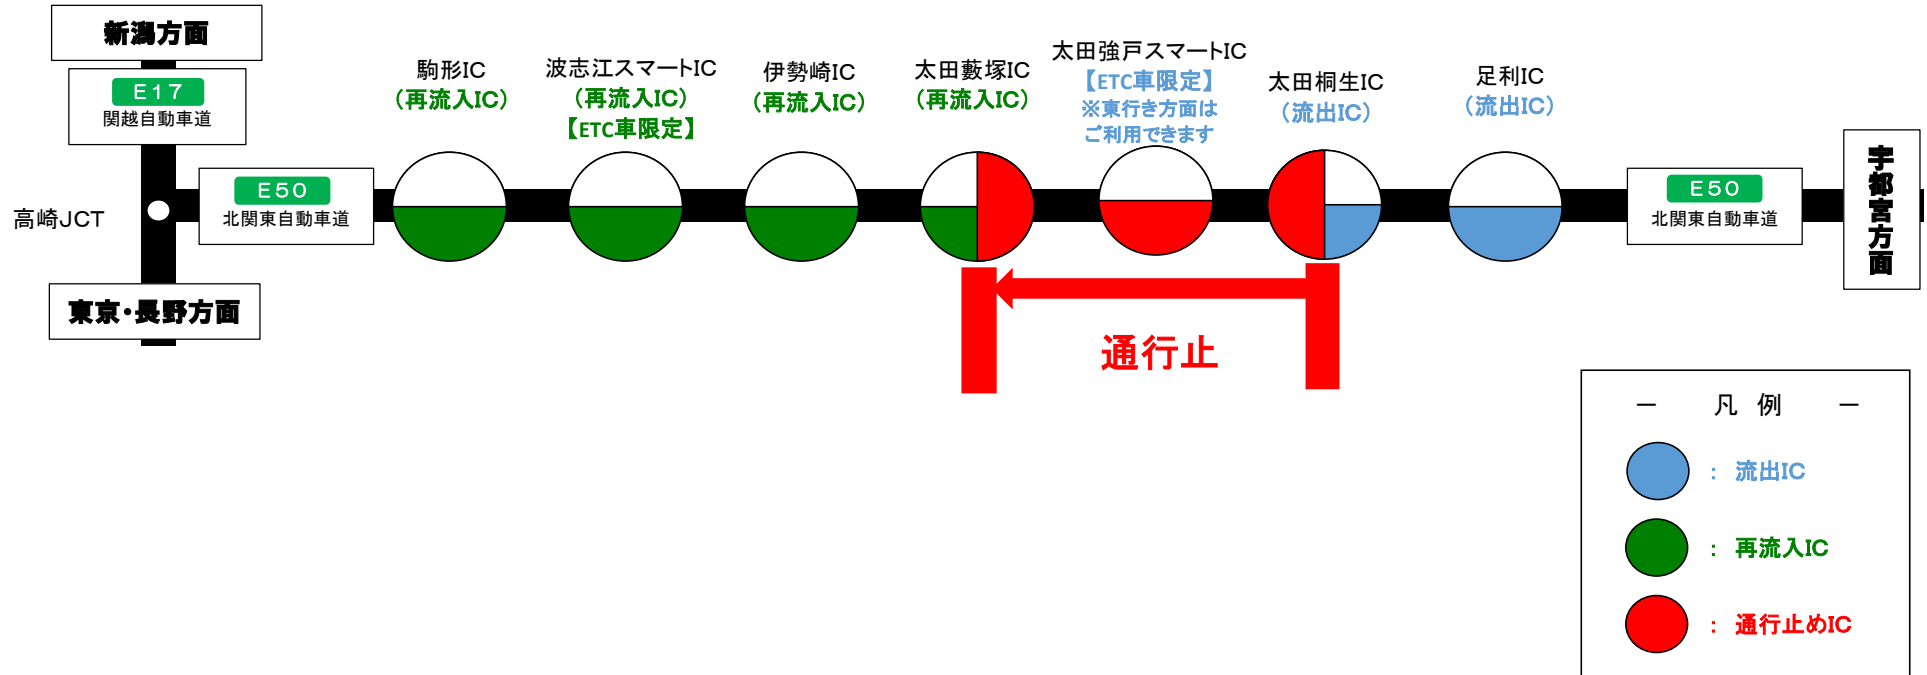 新潟方面
E17
関越自動車道
高崎JCT
東京・長野方面
E50
北関東自動車道
駒形IC
(再流入IC)
波志江スマートIC
(再流入IC)
【ETC車限定】
伊勢崎IC
(再流入IC)
太田藪塚IC
(再流入IC)
太田強戸スマートIC
【ETC車限定】
※東行き方面は
ご利用できます
太田桐生IC
(流出IC)
足利IC
(流出IC)
E50
北関東自動車道
宇都宮方面
通行止
― 凡 例 ―
： 流出IC
： 再流入IC
： 通行止めIC